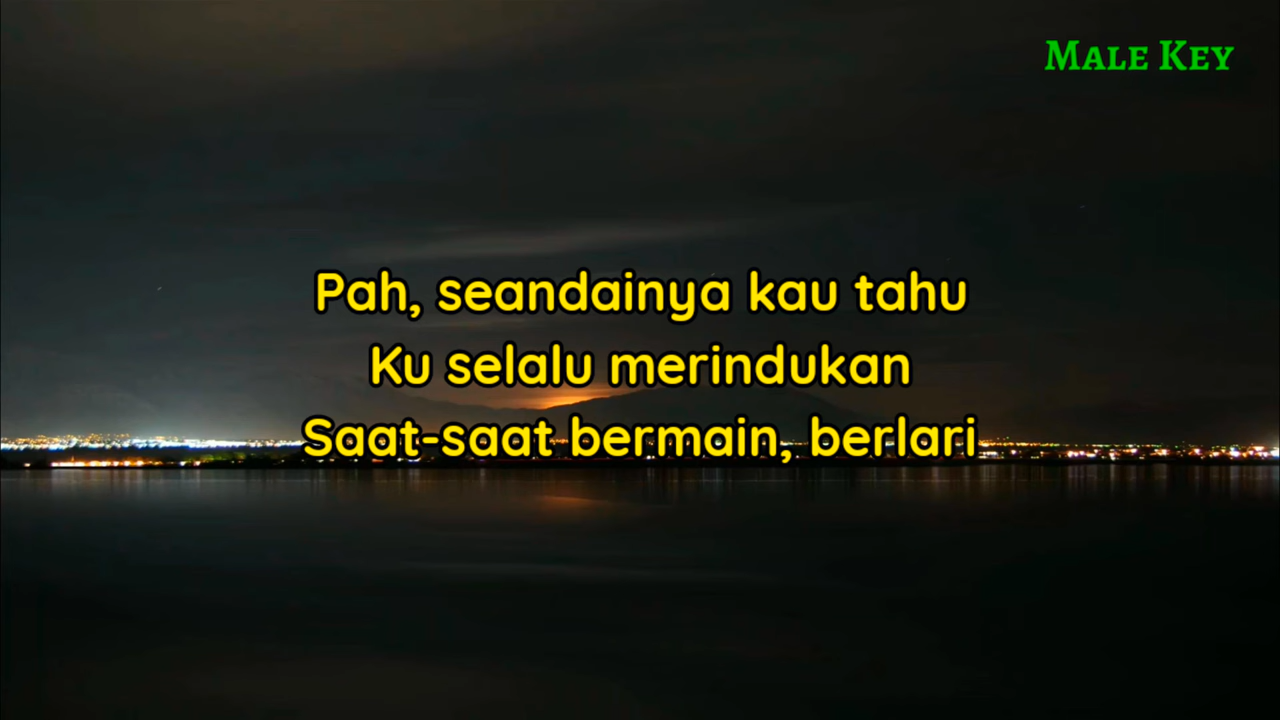 Male Key
Pah, seandainya kau tahu
Ku selalu merindukan
Saat-saat bermain, berlari